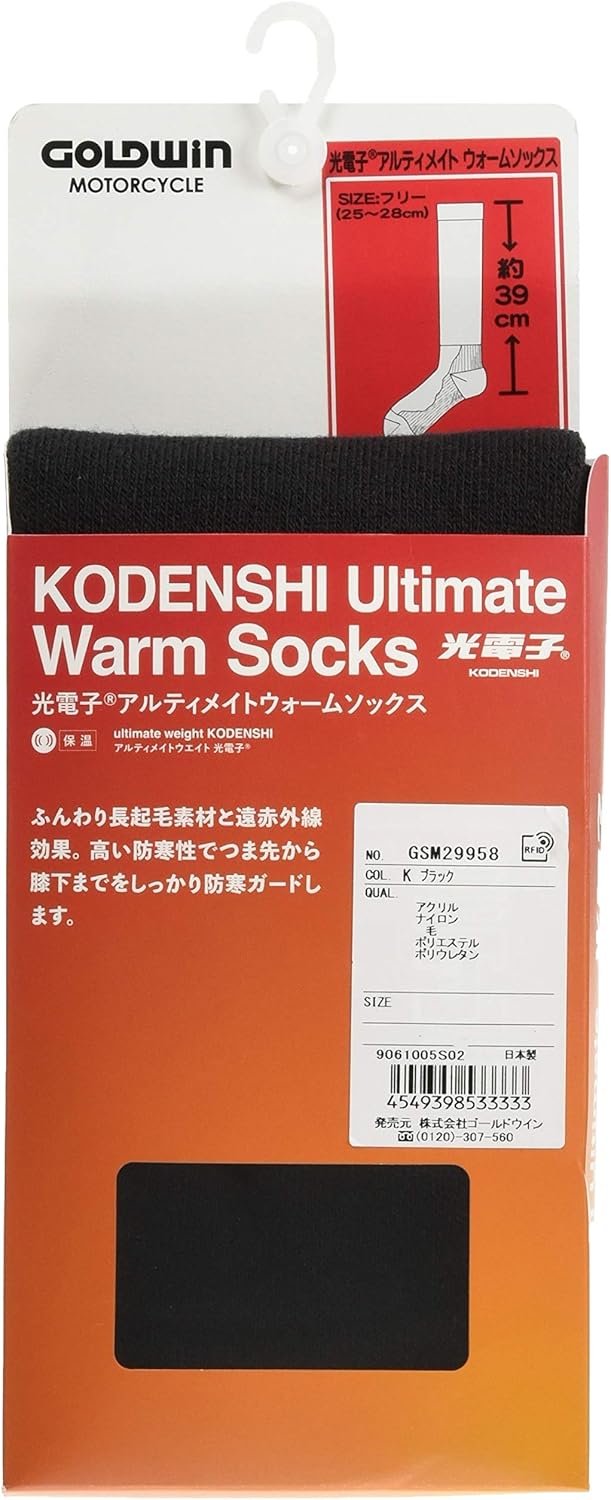 GOLDWIN
MOTORCYCLE
光電子®アルティメイト ウォームソックス
SIZE:フリー
(25～28cm)
約
39
cm
KODENSHI Ultimate
Warm Socks 光電子®
KODENSHI
光電子®アルティメイトウォームソックス
保温
ultimate weight KODENSHI
アルティメイトウエイト 光電子®
ふんわり長起毛素材と遠赤外線
効果。高い防寒性でつま先から
膝下までをしっかり防寒ガードし
ます。
NO. GSM29958 RFID
COL. K ブラック
QUAL.
アクリル
ナイロン
毛
ポリエステル
ポリウレタン
SIZE
9061005S02 日本製
4549398533333
発売元 株式会社ゴールドウイン
(0120)-307-560